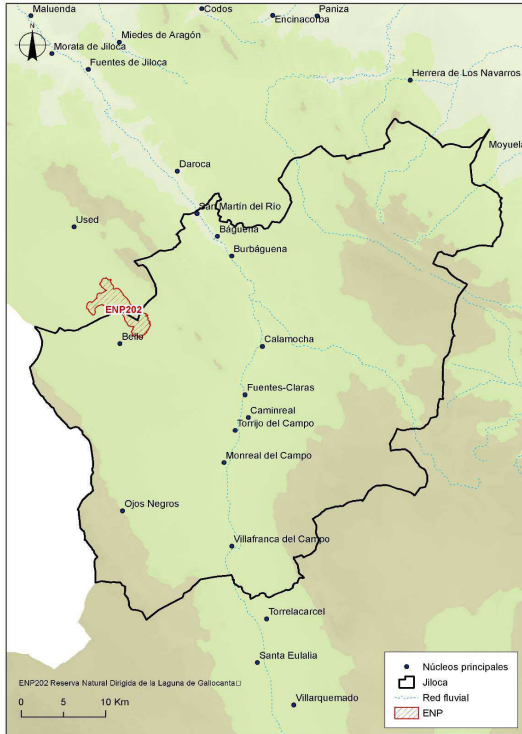 Maluenda
Codos
Encinacorba
Paniza
N
Miedes de Aragón
Morata de Jiloca
Fuentes de Jiloca
Herrera de Los Navarros
Moyuela
Daroca
San Martín del Río
Used
Báguena
Burbáguena
ENP202
Bello
Calamocha
Fuentes-Claras
Caminreal
Torrijo del Campo
Monreal del Campo
Ojos Negros
Villafranca del Campo
Torrelacarcel
Santa Eulalia
Villarquemado
ENP202 Reserva Natural Dirigida de la Laguna de Gallocanta□
0 5 10 Km
Núcleos principales
Jiloca
Red fluvial
ENP